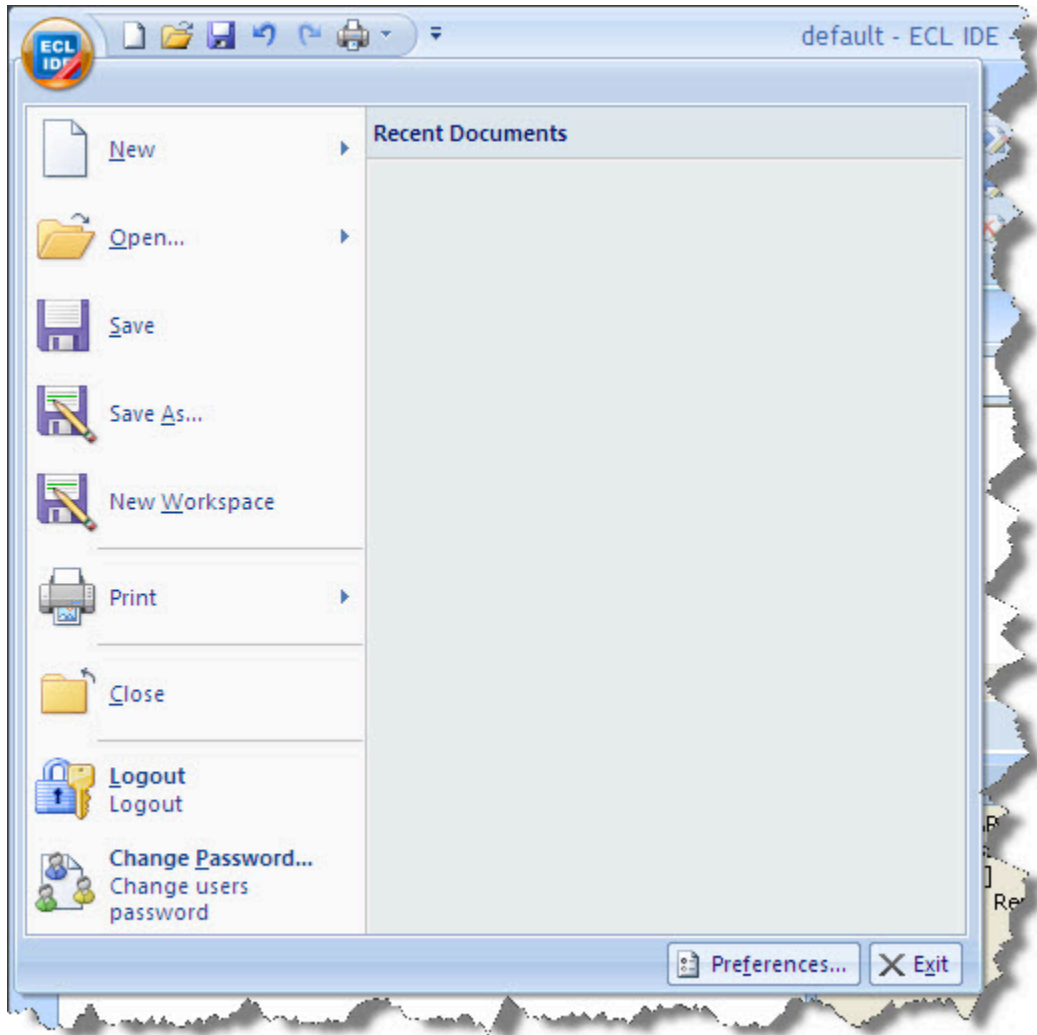 default - ECL IDE -
ECL
IDE
New
Recent Documents
Open...
Save
Save As...
New Workspace
Print
Close
Logout
Logout
Change Password...
Change users
password
Preferences...
Exit